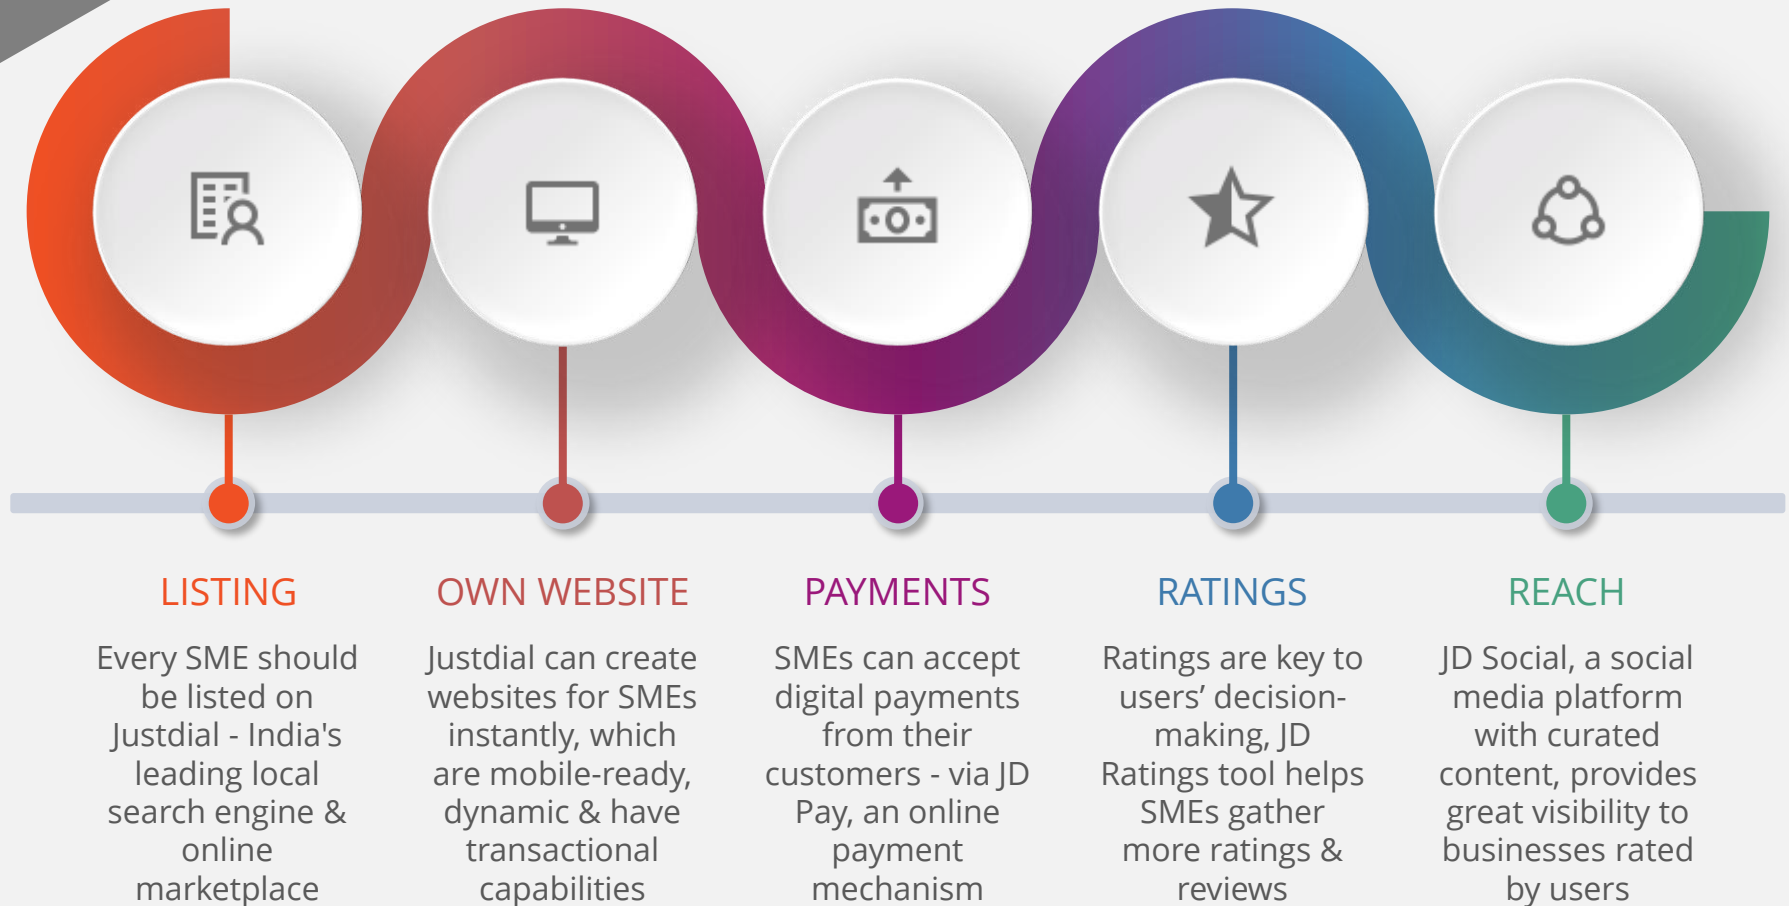 LISTING
Every SME should
be listed on
Justdial - India's
leading local
search engine &
online
marketplace
OWN WEBSITE
Justdial can create
websites for SMEs
instantly, which
are mobile-ready,
dynamic & have
transactional
capabilities
PAYMENTS
SMEs can accept
digital payments
from their
customers - via JD
Pay, an online
payment
mechanism
RATINGS
Ratings are key to
users’ decision-
making, JD
Ratings tool helps
SMEs gather
more ratings &
reviews
REACH
JD Social, a social
media platform
with curated
content, provides
great visibility to
businesses rated
by users